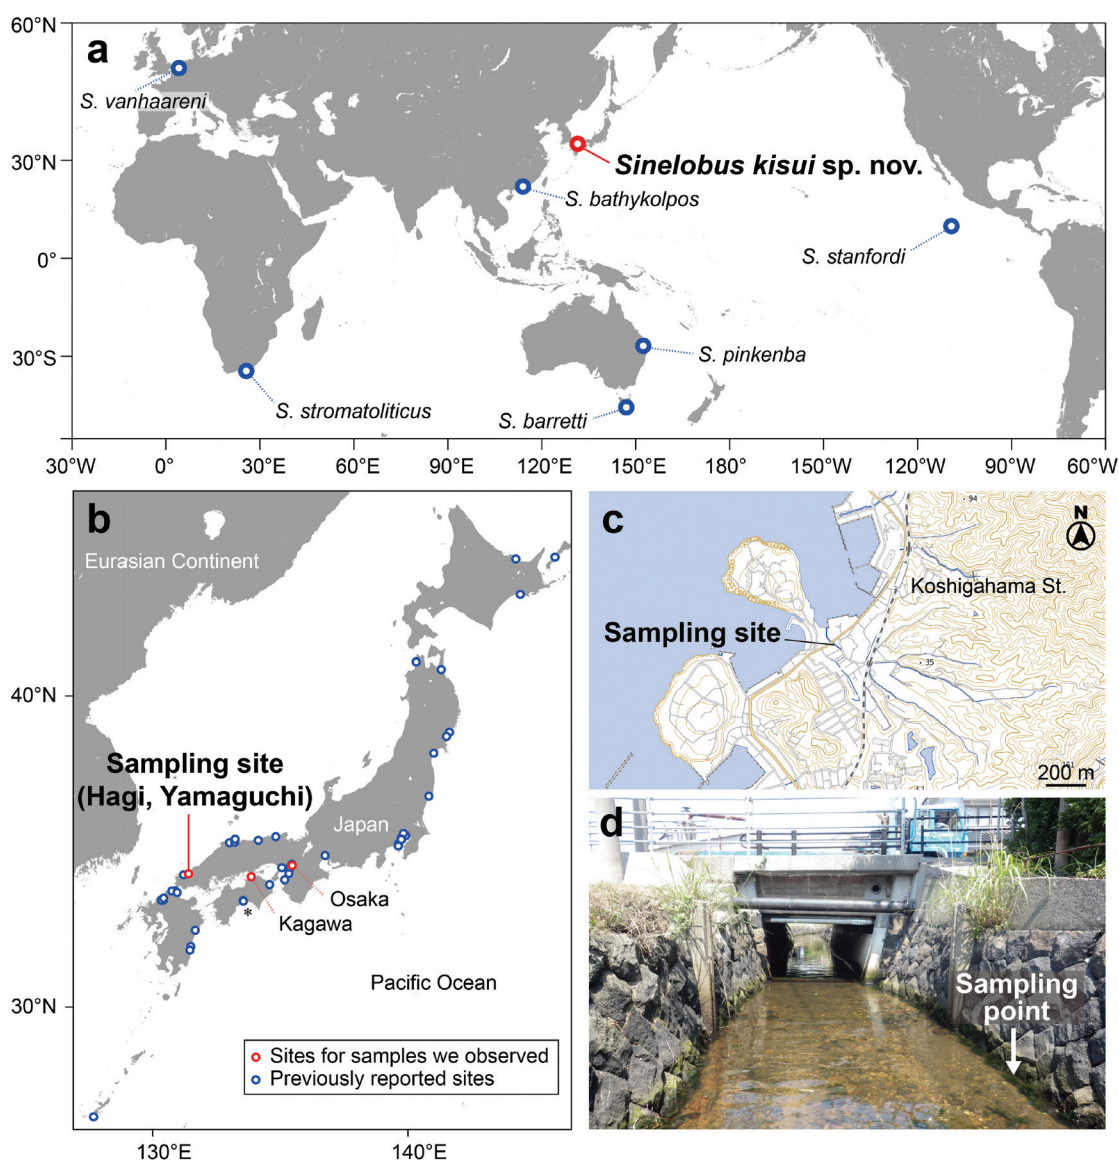 a
60°N
30°N
0°
30°S
30°W
0°
30°E
60°E
90°E
120°E
150°E
180°
150°W
120°W
90°W
60°W
S. vanhaareni
Sinelobus kisui sp. nov.
S. bathykolpos
S. stanfordi
S. pinkenba
S. stromatoliticus
S. barretti
b
Eurasian Continent
40°N
30°N
Sampling site
(Hagi, Yamaguchi)
Japan
Osaka
*
Kagawa
Pacific Ocean
Sites for samples we observed
Previously reported sites
130°E
140°E
c
94
N
Koshigahama St.
Sampling site
35
200 m
d
Sampling
point